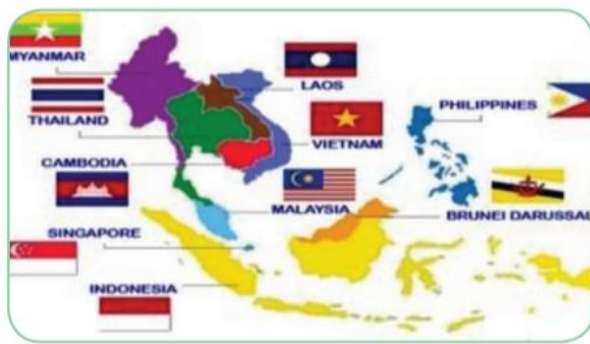 MYANMAR
LAOS
THAILAND
PHILIPPINES
VIETNAM
CAMBODIA
MALAYSIA
BRUNEI DARUSSAL
SINGAPORE
INDONESIA